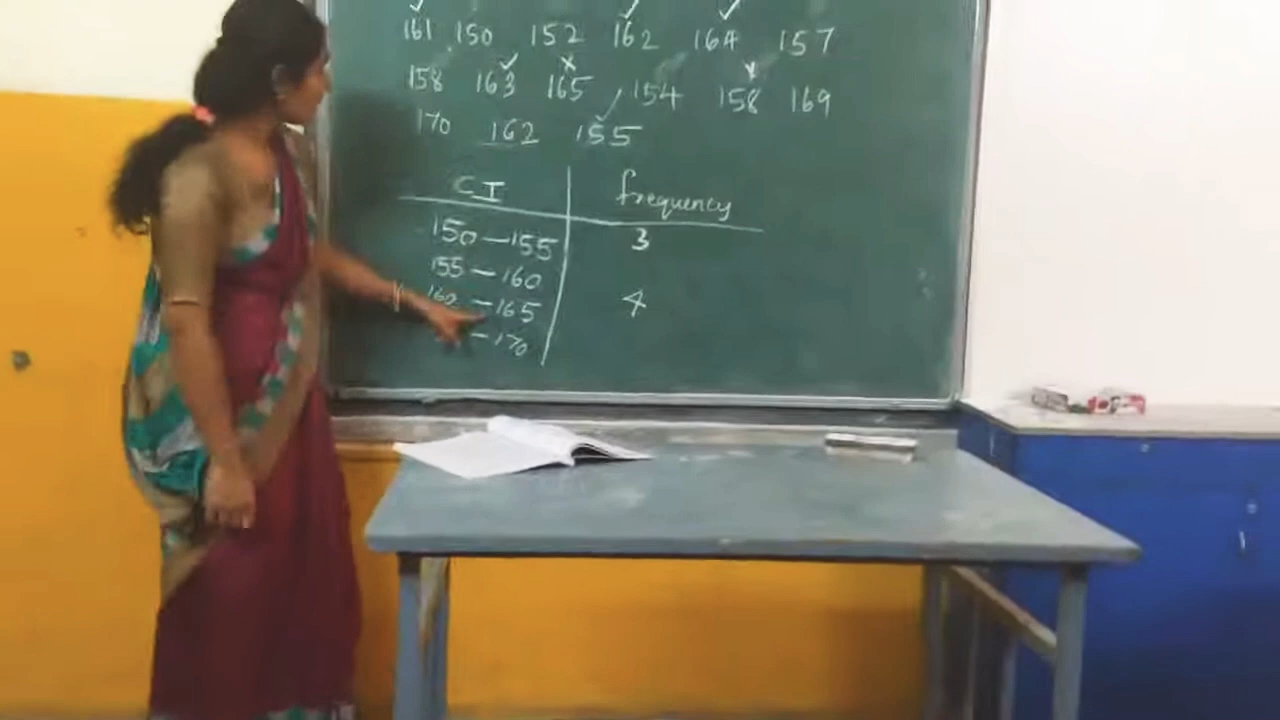 161 150 152 162 164 157
158 163 165 154 158 169
170 162 155
CI frequency
150—155 3
155—160
160—165 4
—170